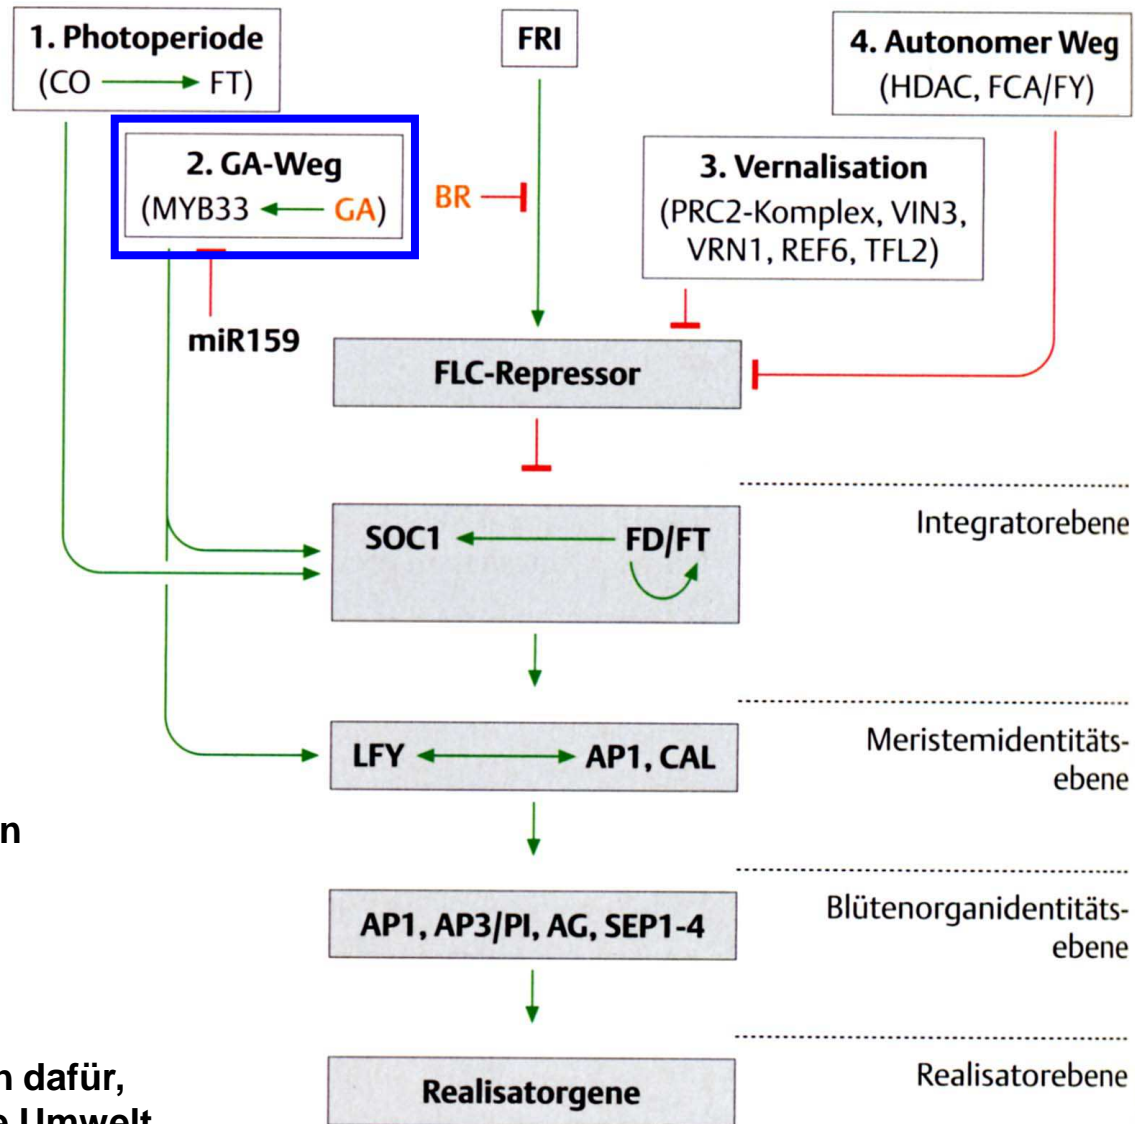 1. Photoperiode
(CO FT)
FRI
4. Autonomer Weg
(HDAC, FCA/FY)
2. GA-Weg
(MYB33 GA)
BR
3. Vernalisation
(PRC2-Komplex, VIN3,
VRN1, REF6, TFL2)
miR159
FLC-Repressor
Integratorebene
SOC1 FD/FT
Meristemidentitäts-
ebene
LFY AP1, CAL
n
Blütenorganidentitäts-
ebene
AP1, AP3/PI, AG, SEP1-4
n dafür,
e Umwelt
Realisatorebene
Realisatorgene